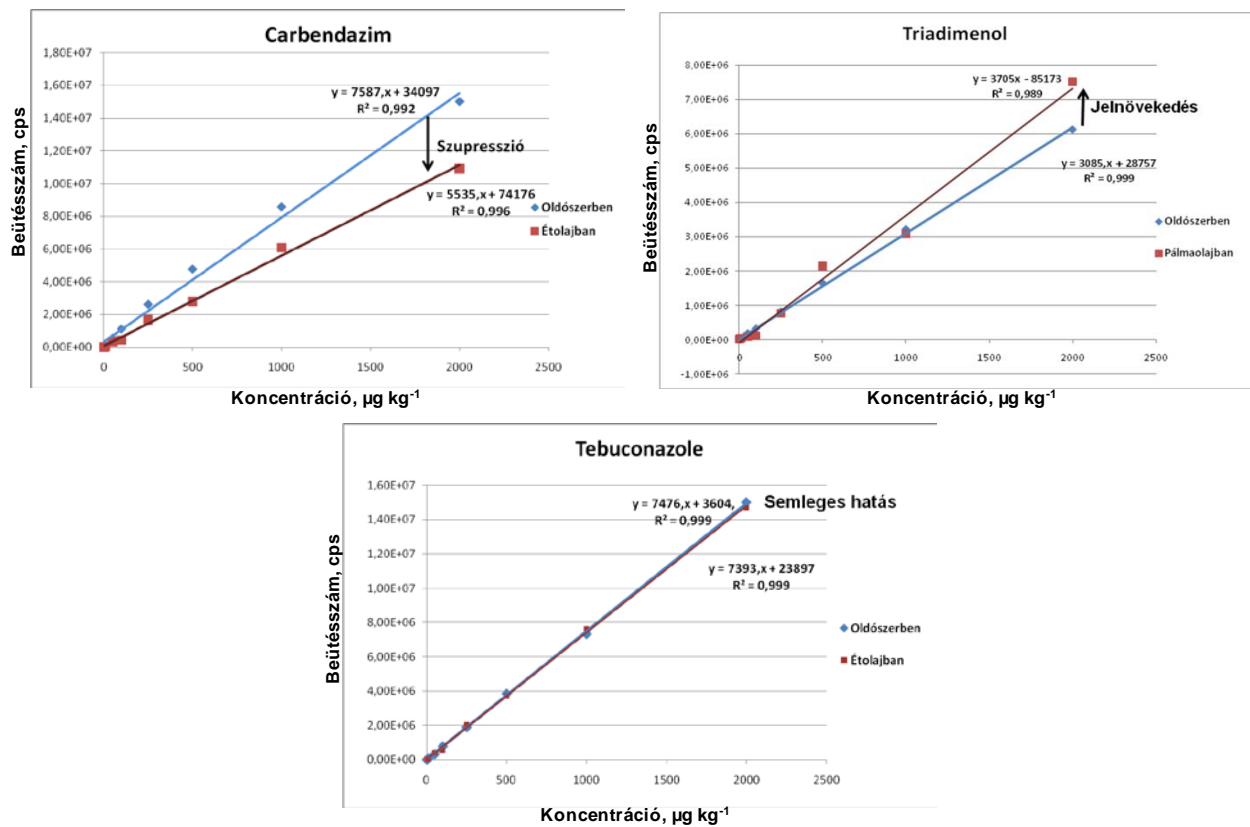 Carbendazim
1,80E+07
1,60E+07
1,40E+07
1,20E+07
1,00E+07
8,00E+06
6,00E+06
4,00E+06
2,00E+06
0,00E+00
Beütésszám, cps
y = 7587,x + 34097
R² = 0,992
Szupresszió
y = 5535,x + 74176
R² = 0,996
Oldószerben
Étolajban
0 500 1000 1500 2000 2500
Koncentráció, µg kg⁻¹
Triadimenol
8,00E+06
7,00E+06
6,00E+06
5,00E+06
4,00E+06
3,00E+06
2,00E+06
1,00E+06
0,00E+00
-1,00E+06
Beütésszám, cps
y = 3705x - 85173
R² = 0,989
Jelnövekedés
y = 3085,x + 28757
R² = 0,999
Oldószerben
Pálmaolajban
0 500 1000 1500 2000 2500
Koncentráció, µg kg⁻¹
Tebuconazole
1,60E+07
1,40E+07
1,20E+07
1,00E+07
8,00E+06
6,00E+06
4,00E+06
2,00E+06
0,00E+00
Beütésszám, cps
y = 7476,x + 3604,
R² = 0,999
Semleges hatás
y = 7393,x + 23897
R² = 0,999
Oldószerben
Étolajban
0 500 1000 1500 2000 2500
Koncentráció, µg kg⁻¹